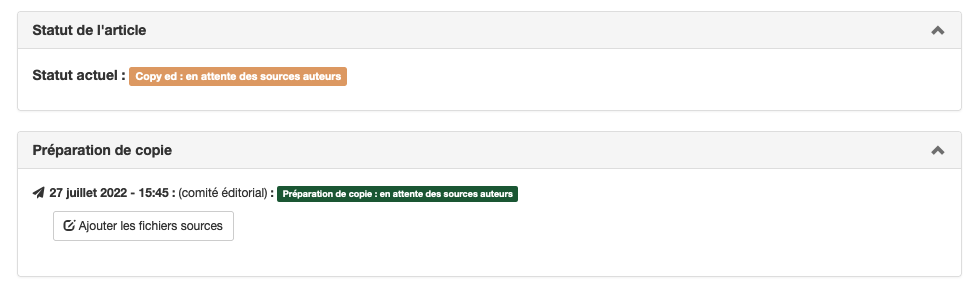 Statut de l'article
Statut actuel : Copy ed : en attente des sources auteurs
Préparation de copie
27 juillet 2022 - 15:45 : (comité éditorial) : Préparation de copie : en attente des sources auteurs
Ajouter les fichiers sources